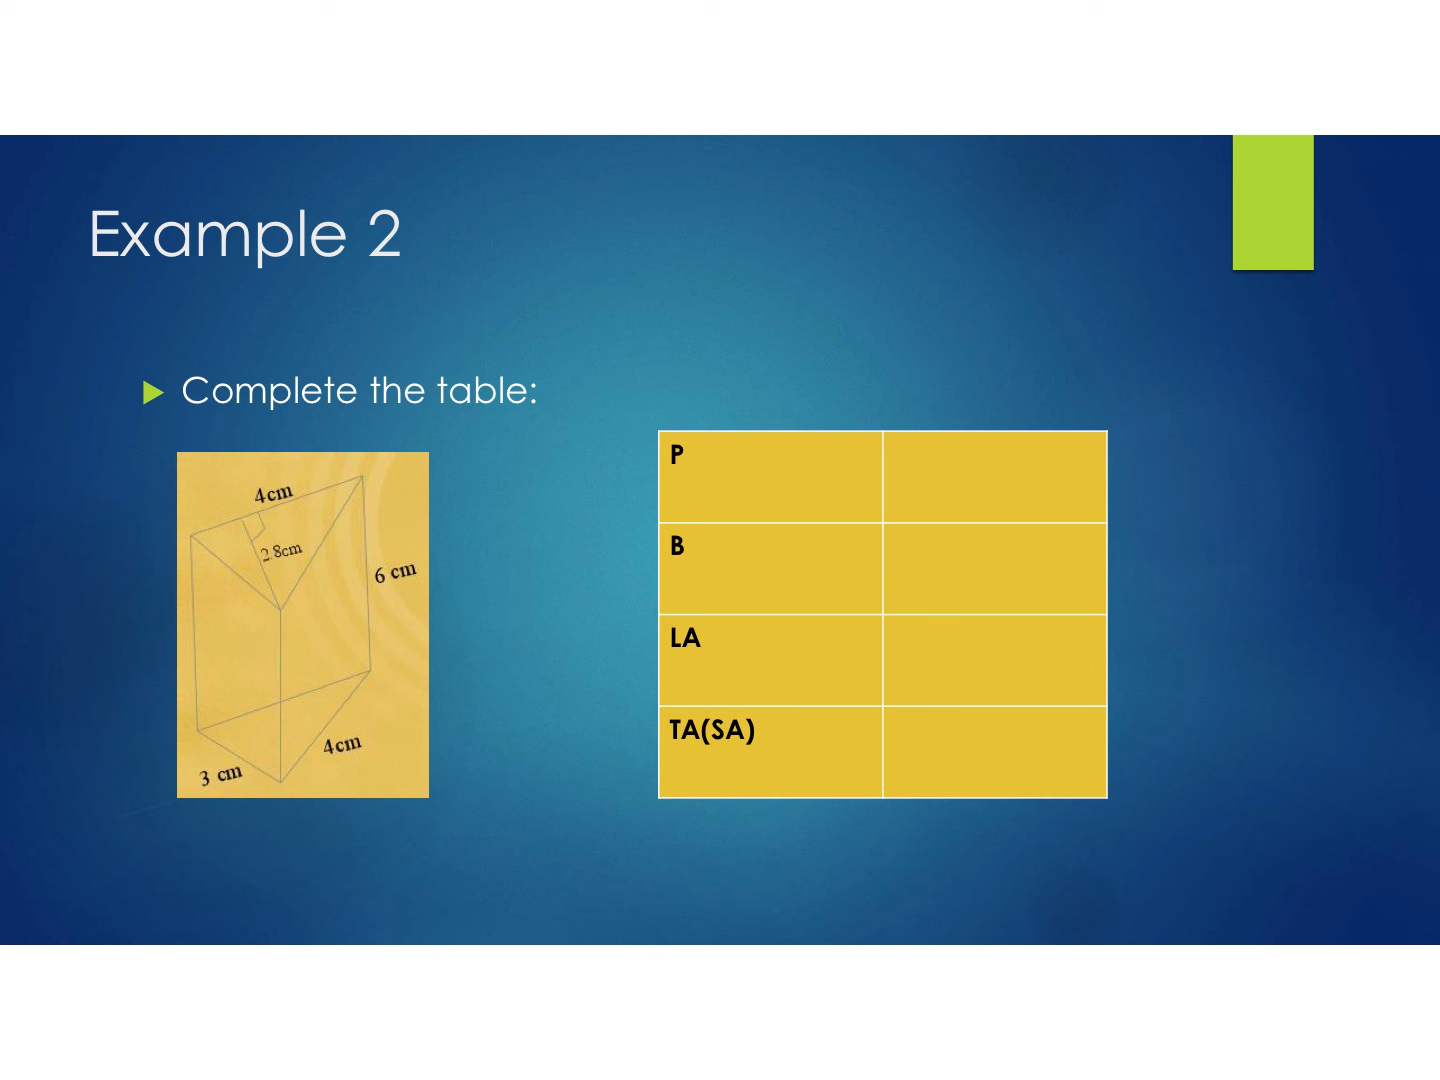 Example 2
Complete the table:
4cm
2.8cm
6 cm
4cm
3 cm
P
B
LA
TA(SA)